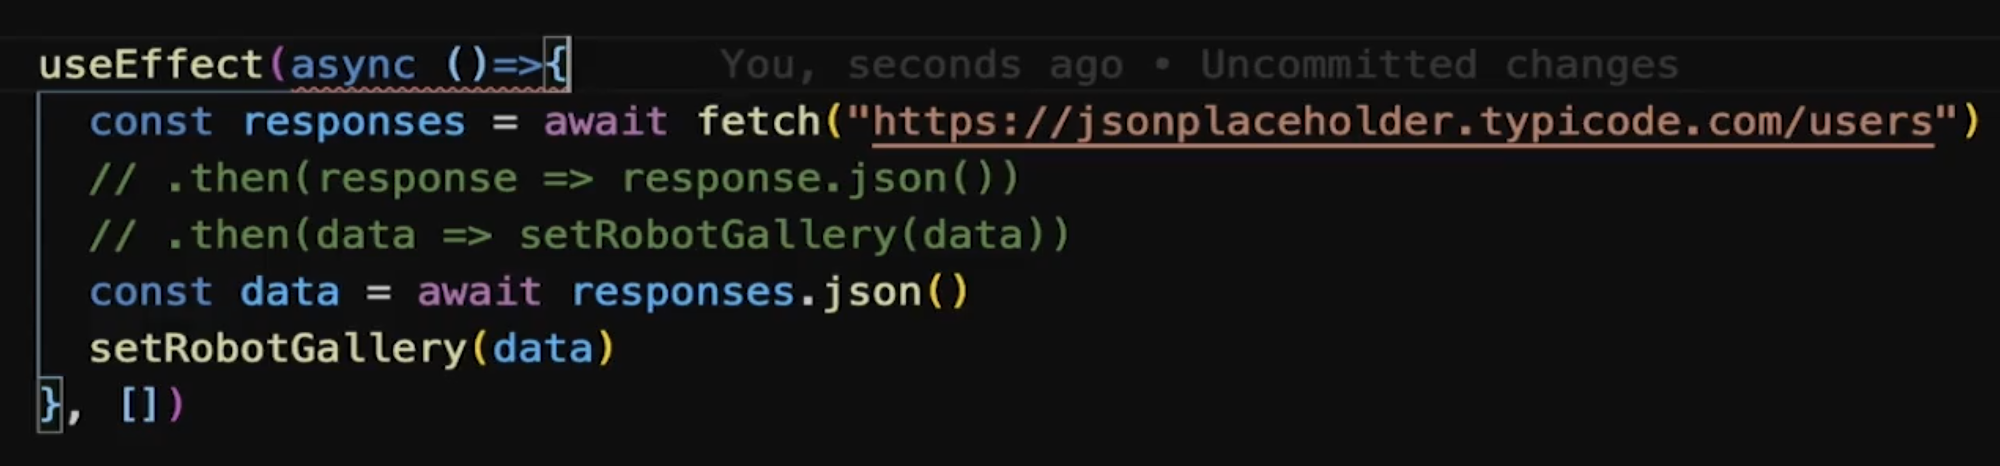 useEffect(async ()=>{ You, seconds ago • Uncommitted changes
const responses = await fetch("https://jsonplaceholder.typicode.com/users")
// .then(response => response.json())
// .then(data => setRobotGallery(data))
const data = await responses.json()
setRobotGallery(data)
}, [])